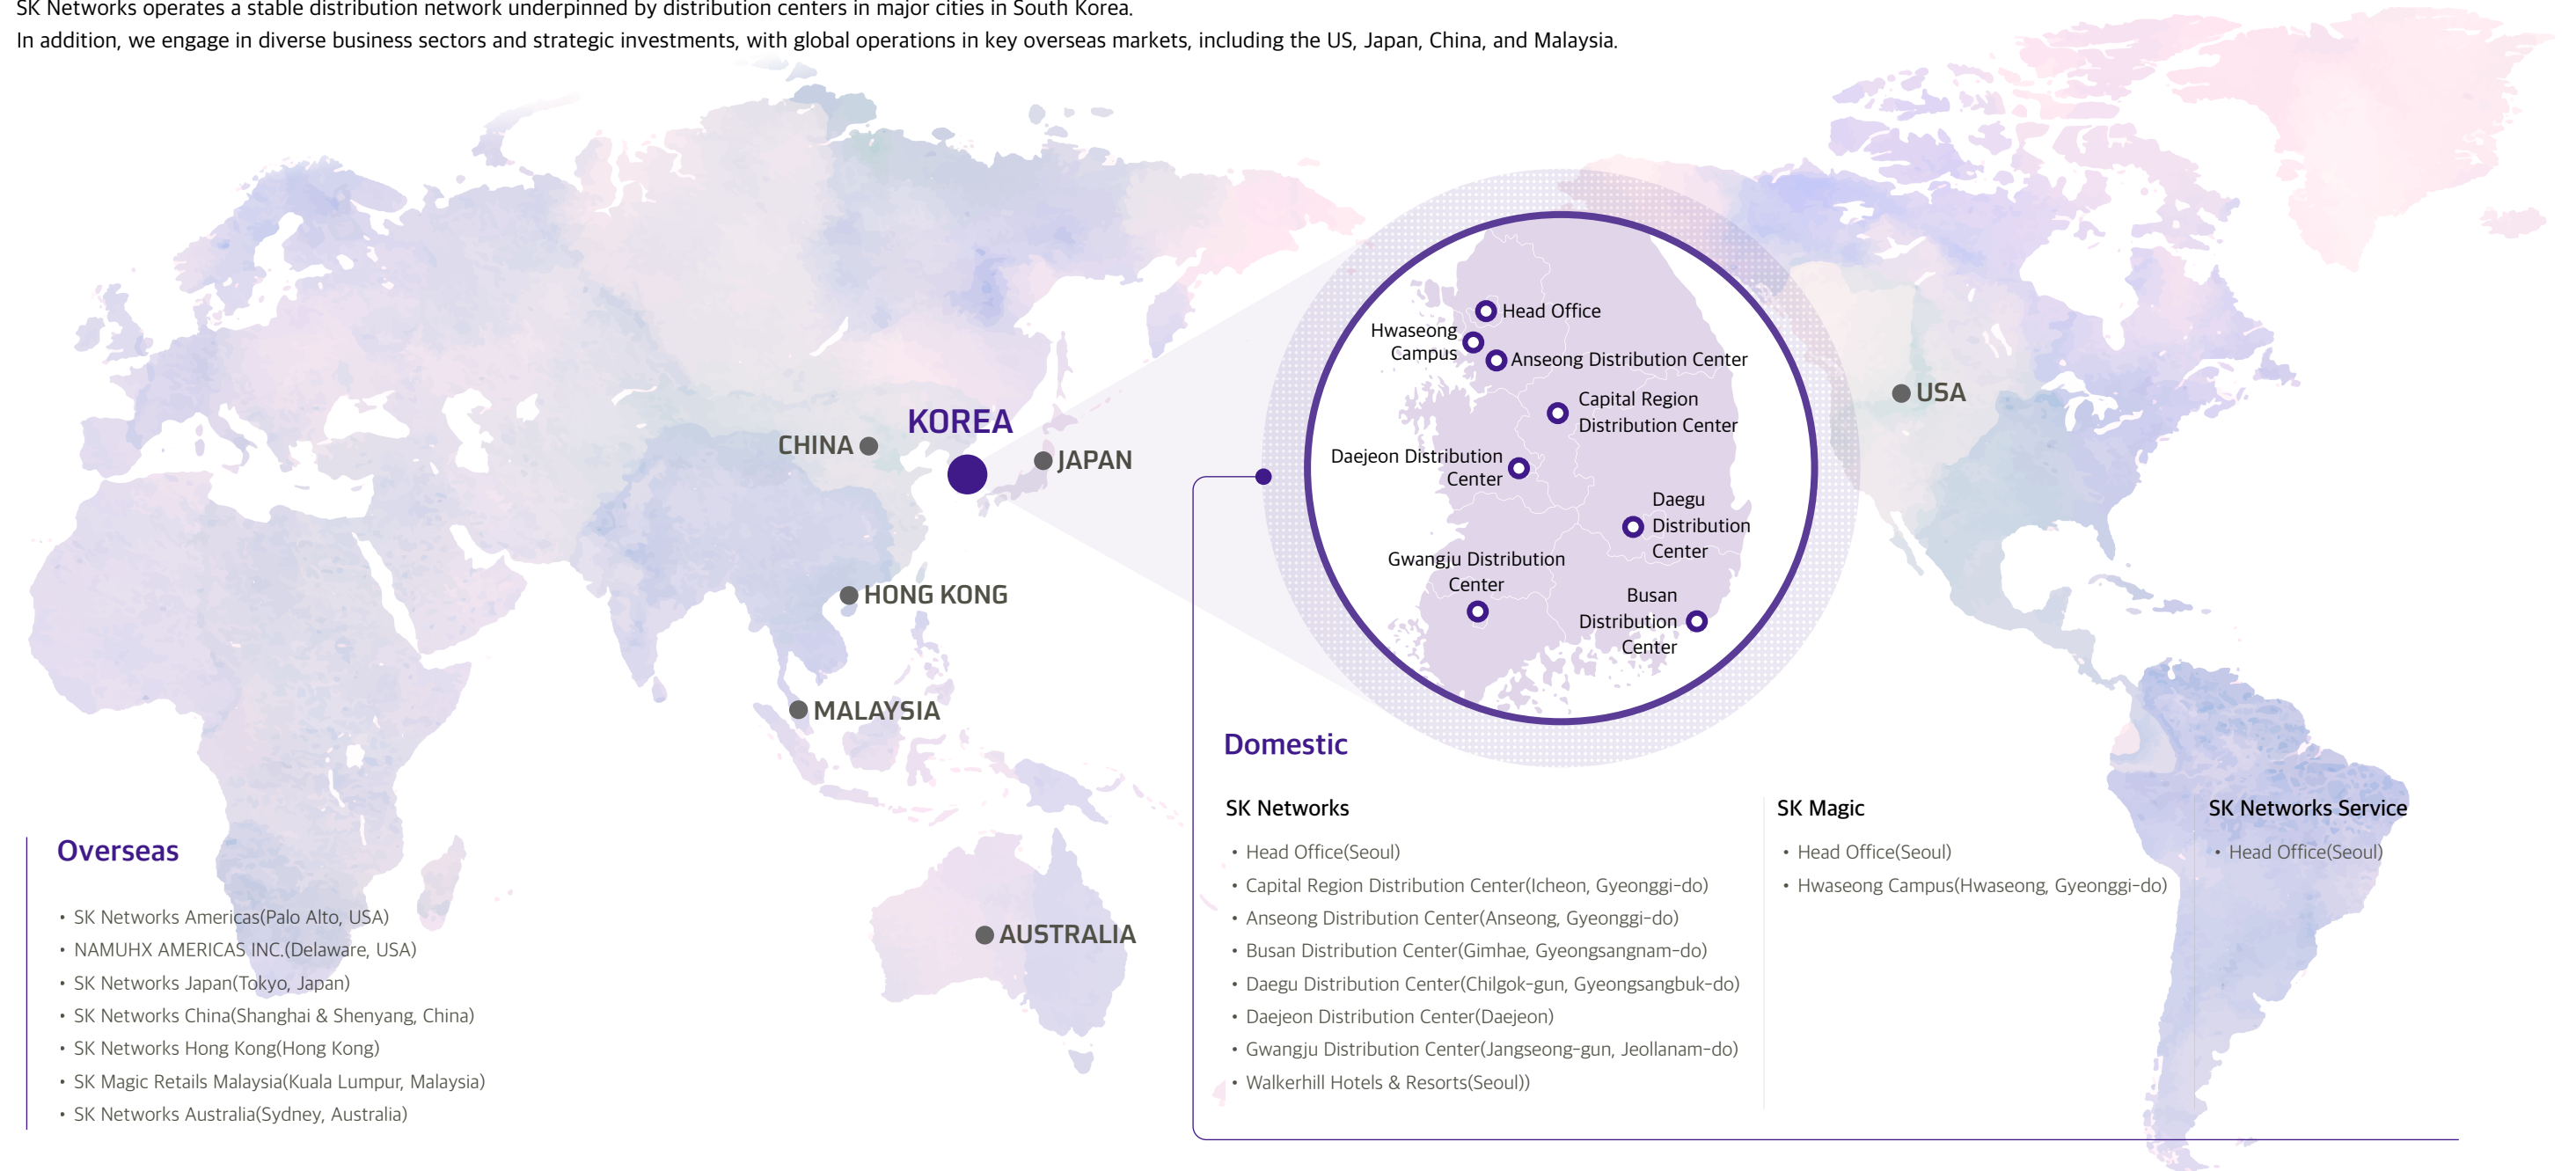 SK Networks operates a stable distribution network underpinned by distribution centers in major cities in South Korea.
In addition, we engage in diverse business sectors and strategic investments, with global operations in key overseas markets, including the US, Japan, China, and Malaysia.
KOREA
CHINA
JAPAN
HONG KONG
MALAYSIA
AUSTRALIA
USA
Head Office
Hwaseong
Campus
Anseong Distribution Center
Capital Region
Distribution Center
Daejeon Distribution
Center
Daegu
Distribution
Center
Gwangju Distribution
Center
Busan
Distribution
Center
Overseas
• SK Networks Americas(Palo Alto, USA)
• NAMUHX AMERICAS INC.(Delaware, USA)
• SK Networks Japan(Tokyo, Japan)
• SK Networks China(Shanghai & Shenyang, China)
• SK Networks Hong Kong(Hong Kong)
• SK Magic Retails Malaysia(Kuala Lumpur, Malaysia)
• SK Networks Australia(Sydney, Australia)
Domestic
SK Networks
• Head Office(Seoul)
• Capital Region Distribution Center(Icheon, Gyeonggi-do)
• Anseong Distribution Center(Anseong, Gyeonggi-do)
• Busan Distribution Center(Gimhae, Gyeongsangnam-do)
• Daegu Distribution Center(Chilgok-gun, Gyeongsangbuk-do)
• Daejeon Distribution Center(Daejeon)
• Gwangju Distribution Center(Jangseong-gun, Jeollanam-do)
• Walkerhill Hotels & Resorts(Seoul))
SK Magic
• Head Office(Seoul)
• Hwaseong Campus(Hwaseong, Gyeonggi-do)
SK Networks Service
• Head Office(Seoul)